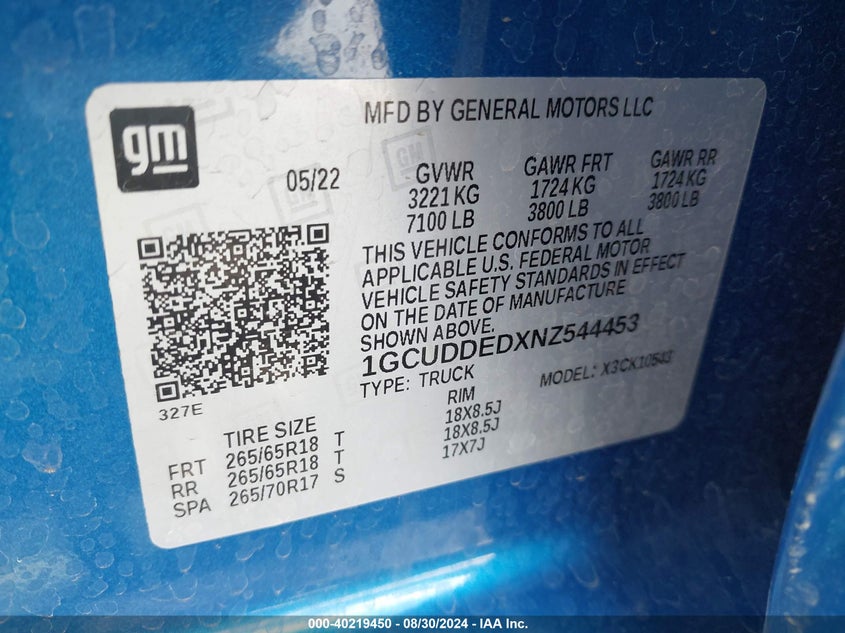 MFD BY GENERAL MOTORS LLC
gm
GM
GM
05/22
GVWR GAWR FRT GAWR RR
3221 KG 1724 KG 1724 KG
7100 LB 3800 LB 3800 LB
THIS VEHICLE CONFORMS TO ALL
APPLICABLE U.S. FEDERAL MOTOR
VEHICLE SAFETY STANDARDS IN EFFECT
ON THE DATE OF MANUFACTURE
SHOWN ABOVE.
1GCUDDEDXNZ544453
TYPE: TRUCK MODEL: X3CK10543
327E
TIRE SIZE RIM
FRT 265/65R18 T 18X8.5J
RR 265/65R18 T 18X8.5J
SPA 265/70R17 S 17X7J
000-40219450 - 08/30/2024 - IAA Inc.